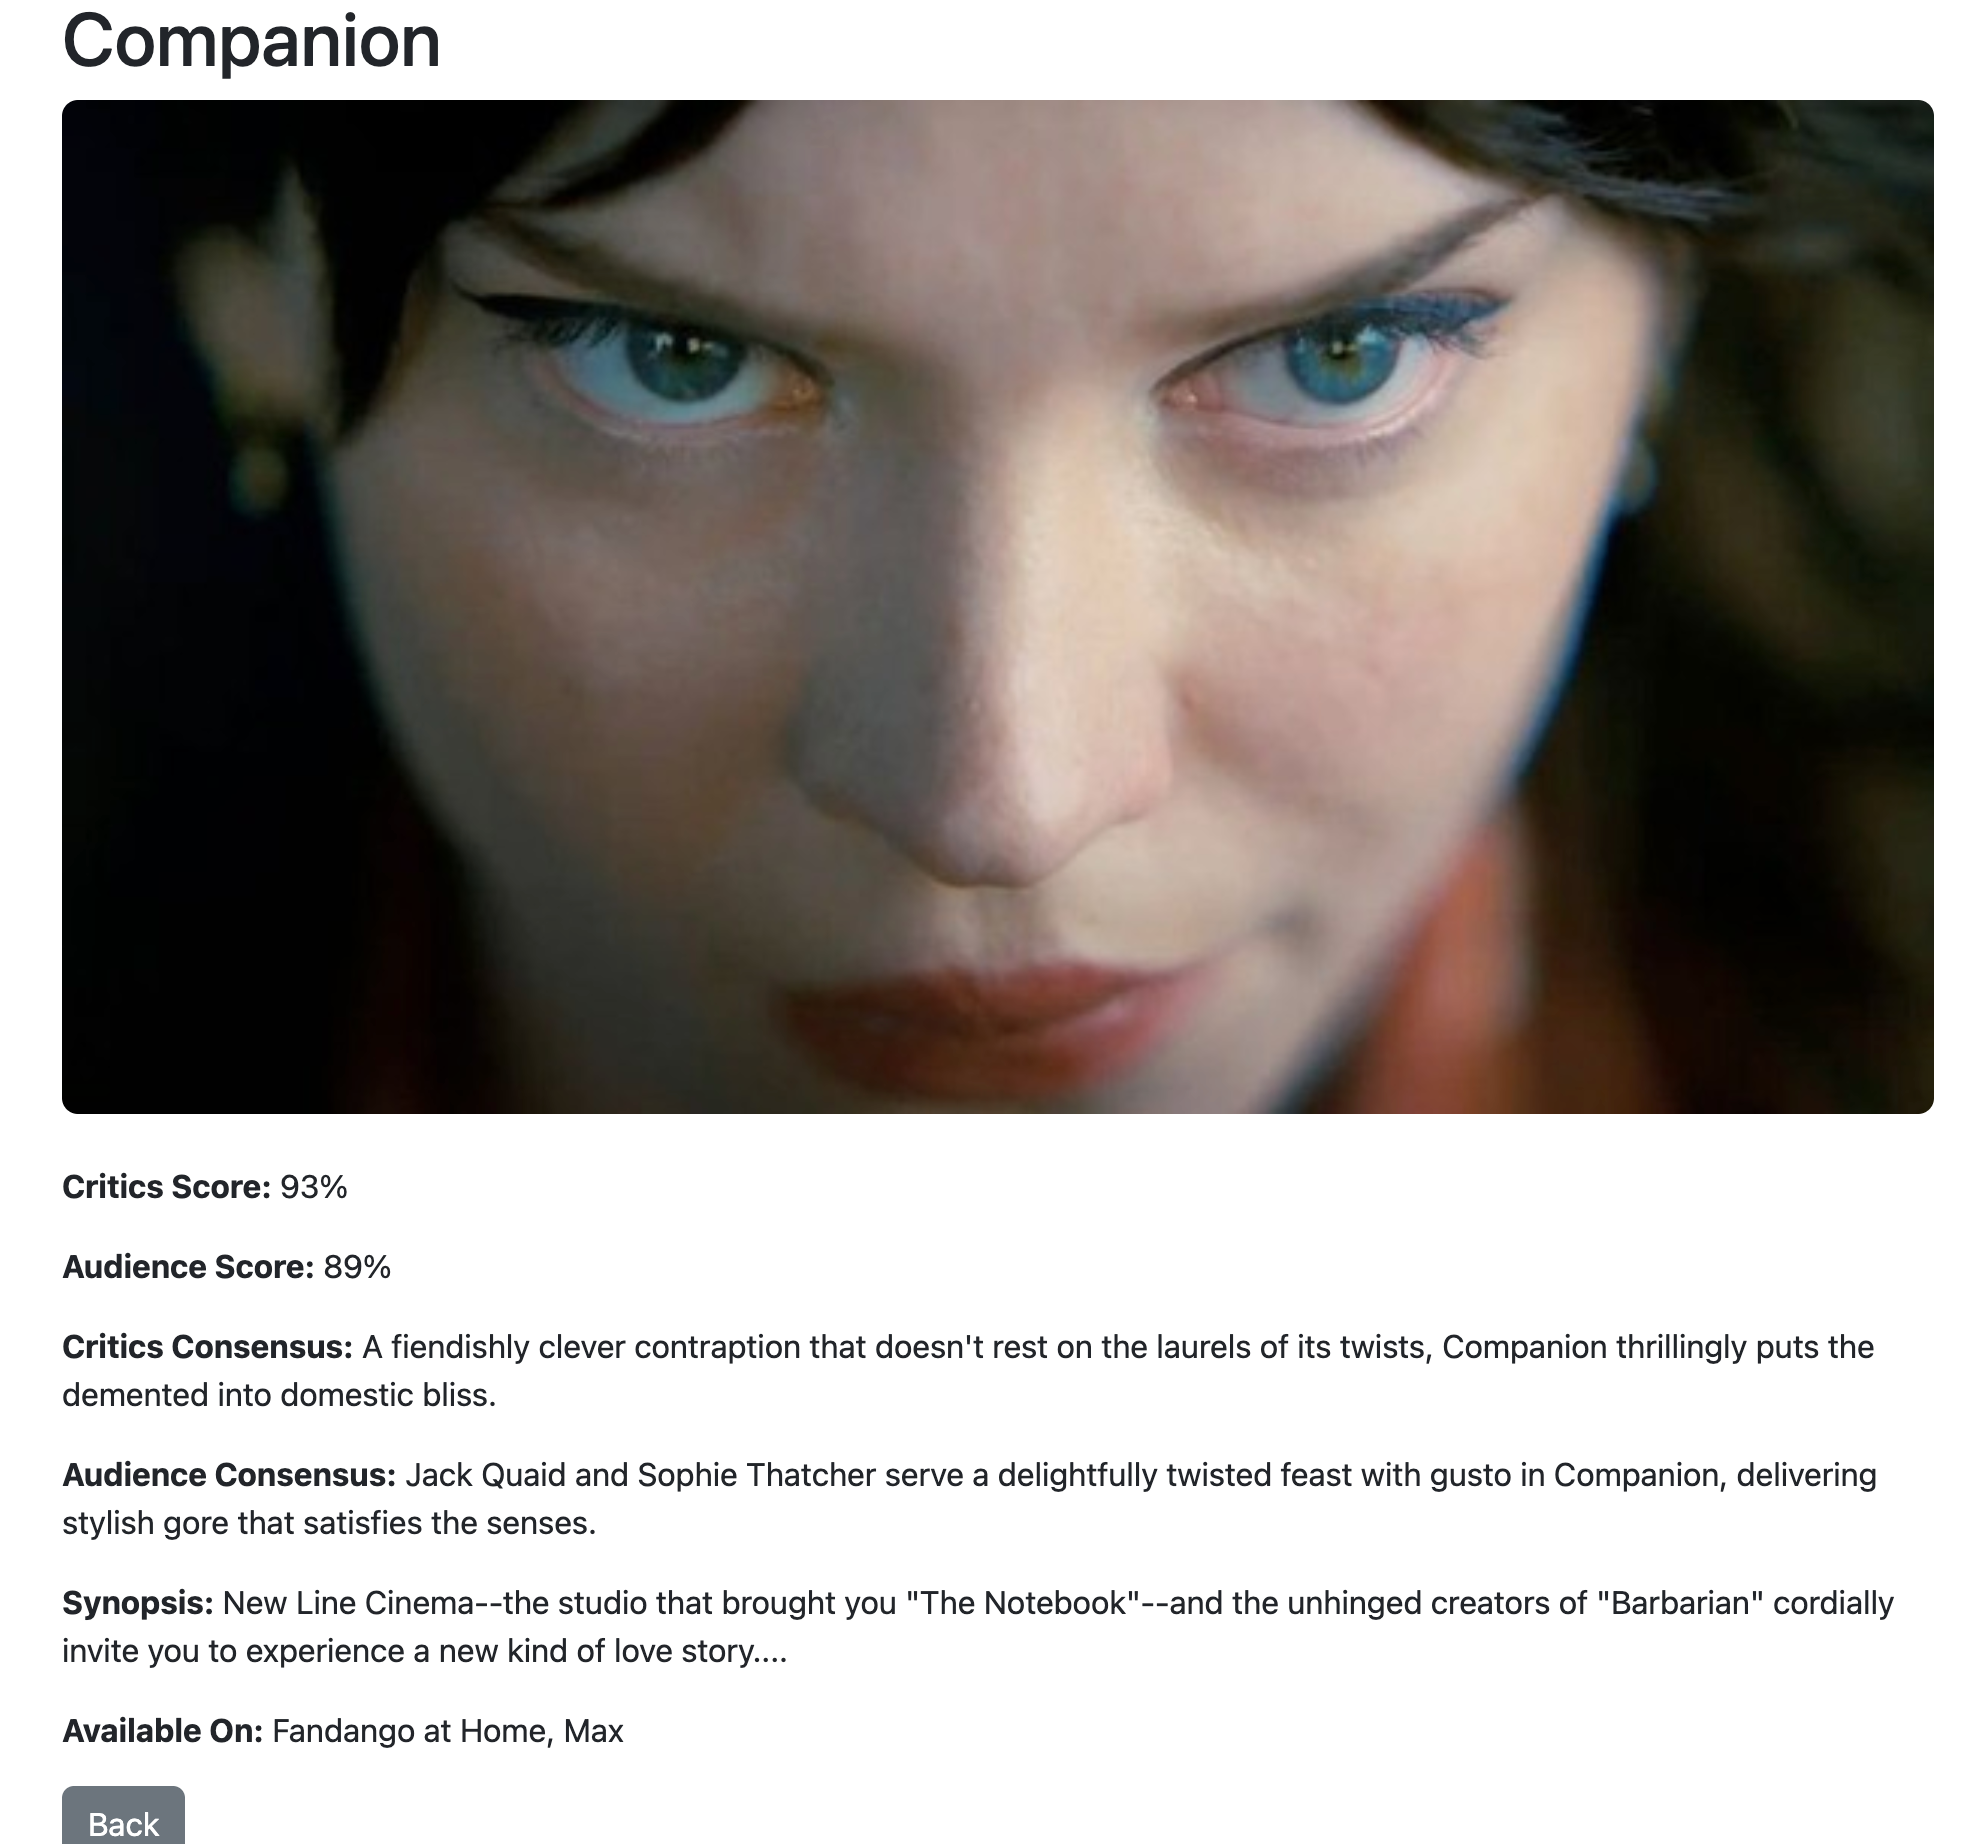 Companion
Critics Score: 93%
Audience Score: 89%
Critics Consensus: A fiendishly clever contraption that doesn't rest on the laurels of its twists, Companion thrillingly puts the
demented into domestic bliss.
Audience Consensus: Jack Quaid and Sophie Thatcher serve a delightfully twisted feast with gusto in Companion, delivering
stylish gore that satisfies the senses.
Synopsis: New Line Cinema--the studio that brought you "The Notebook"--and the unhinged creators of "Barbarian" cordially
invite you to experience a new kind of love story....
Available On: Fandango at Home, Max
Back